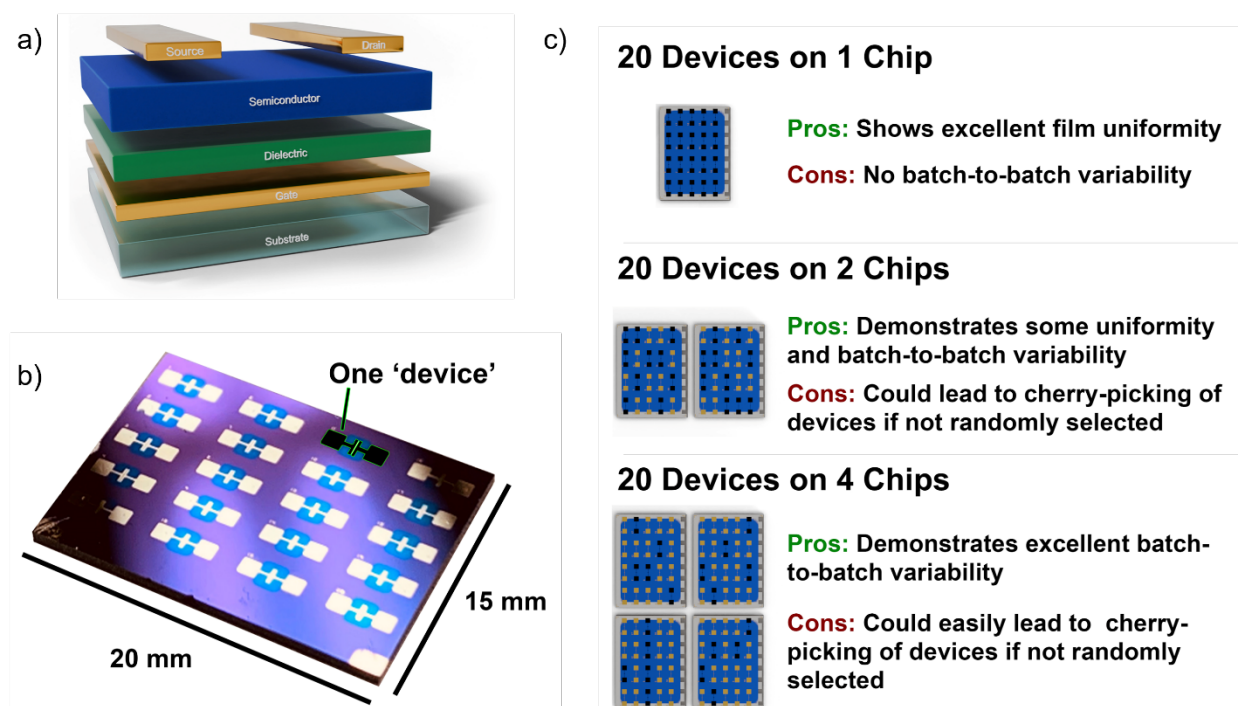 a)
Source
Drain
Semiconductor
Dielectric
Gate
Substrate
b)
One ‘device’
20 mm
15 mm
c)
20 Devices on 1 Chip
Pros: Shows excellent film uniformity
Cons: No batch-to-batch variability
20 Devices on 2 Chips
Pros: Demonstrates some uniformity
and batch-to-batch variability
Cons: Could lead to cherry-picking of
devices if not randomly selected
20 Devices on 4 Chips
Pros: Demonstrates excellent batch-
to-batch variability
Cons: Could easily lead to cherry-
picking of devices if not randomly
selected